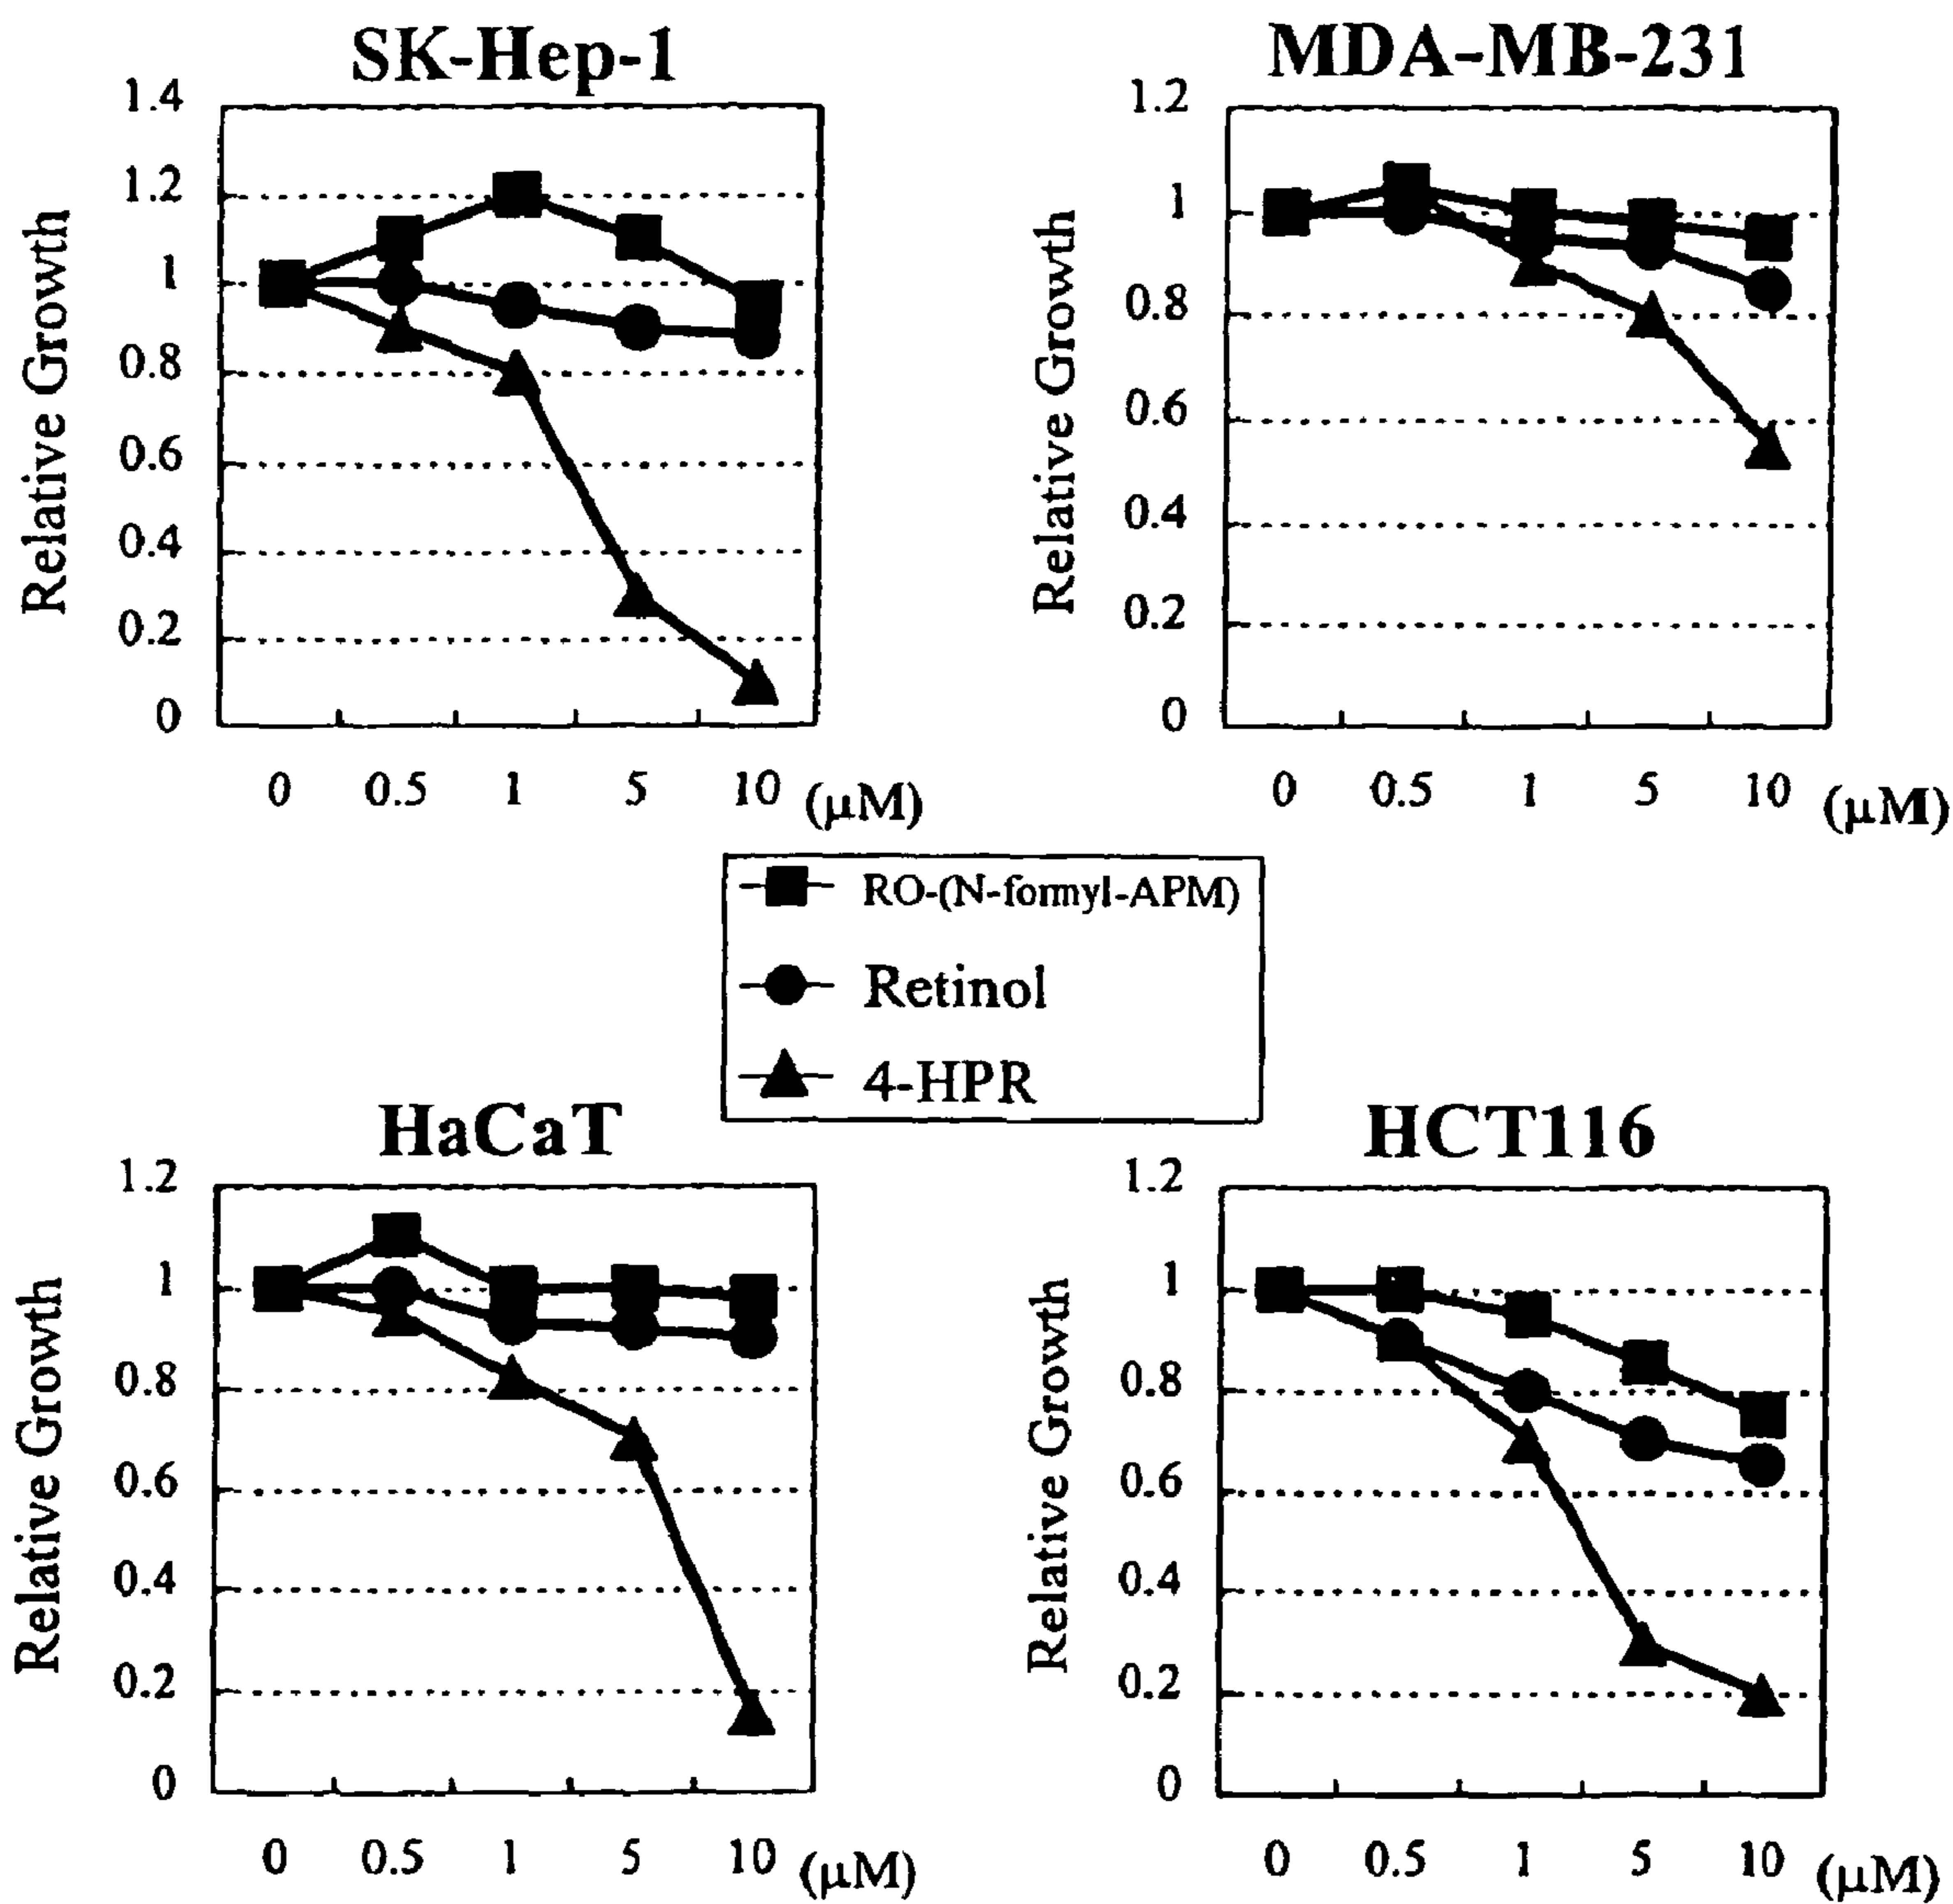 SK-Hep-1
1.4
1.2
1
0.8
0.6
0.4
0.2
0
Relative Growth
0 0.5 1 5 10 (μM)
MDA-MB-231
1.2
1
0.8
0.6
0.4
0.2
0
Relative Growth
0 0.5 1 5 10 (μM)
RO-(N-formyl-APM)
Retinol
4-HPR
HaCaT
1.2
1
0.8
0.6
0.4
0.2
0
Relative Growth
0 0.5 1 5 10 (μM)
HCT116
1.2
1
0.8
0.6
0.4
0.2
0
Relative Growth
0 0.5 1 5 10 (μM)